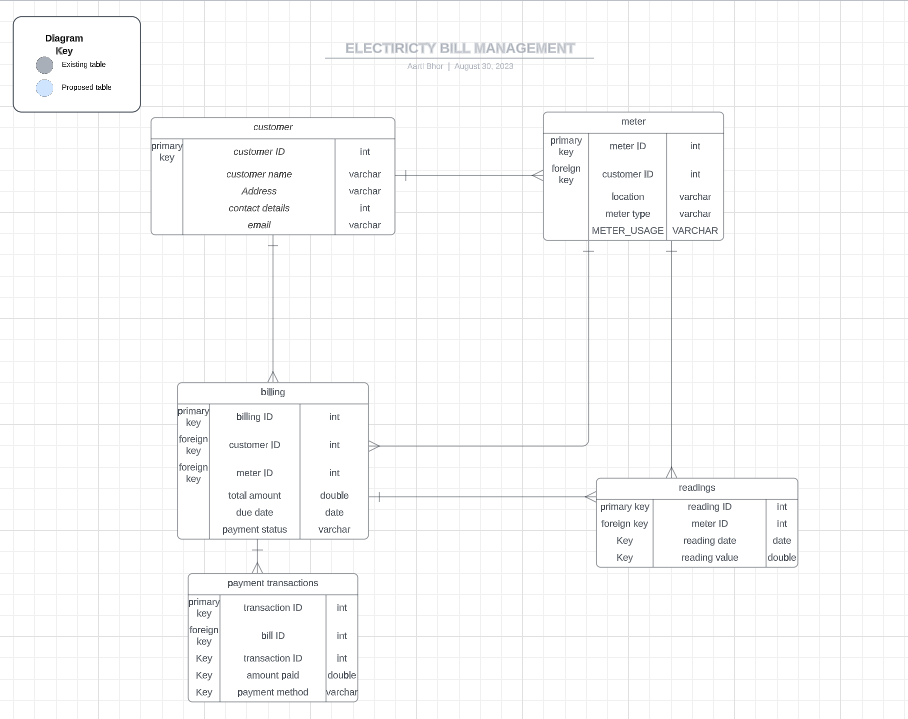 Diagram
Key
Existing table
Proposed table
ELECTIRICTY BILL MANAGEMENT
Aarti Bhor | August 30, 2023
customer
primary key customer ID int
customer name varchar
Address varchar
contact details int
email varchar
meter
primary key meter ID int
foreign key customer ID int
location varchar
meter type varchar
METER_USAGE VARCHAR
billing
primary key billing ID int
foreign key customer ID int
foreign key meter ID int
total amount double
due date date
payment status varchar
readings
primary key reading ID int
foreign key meter ID int
Key reading date date
Key reading value double
payment transactions
primary key transaction ID int
foreign key bill ID int
Key transaction ID int
Key amount paid double
Key payment method varchar